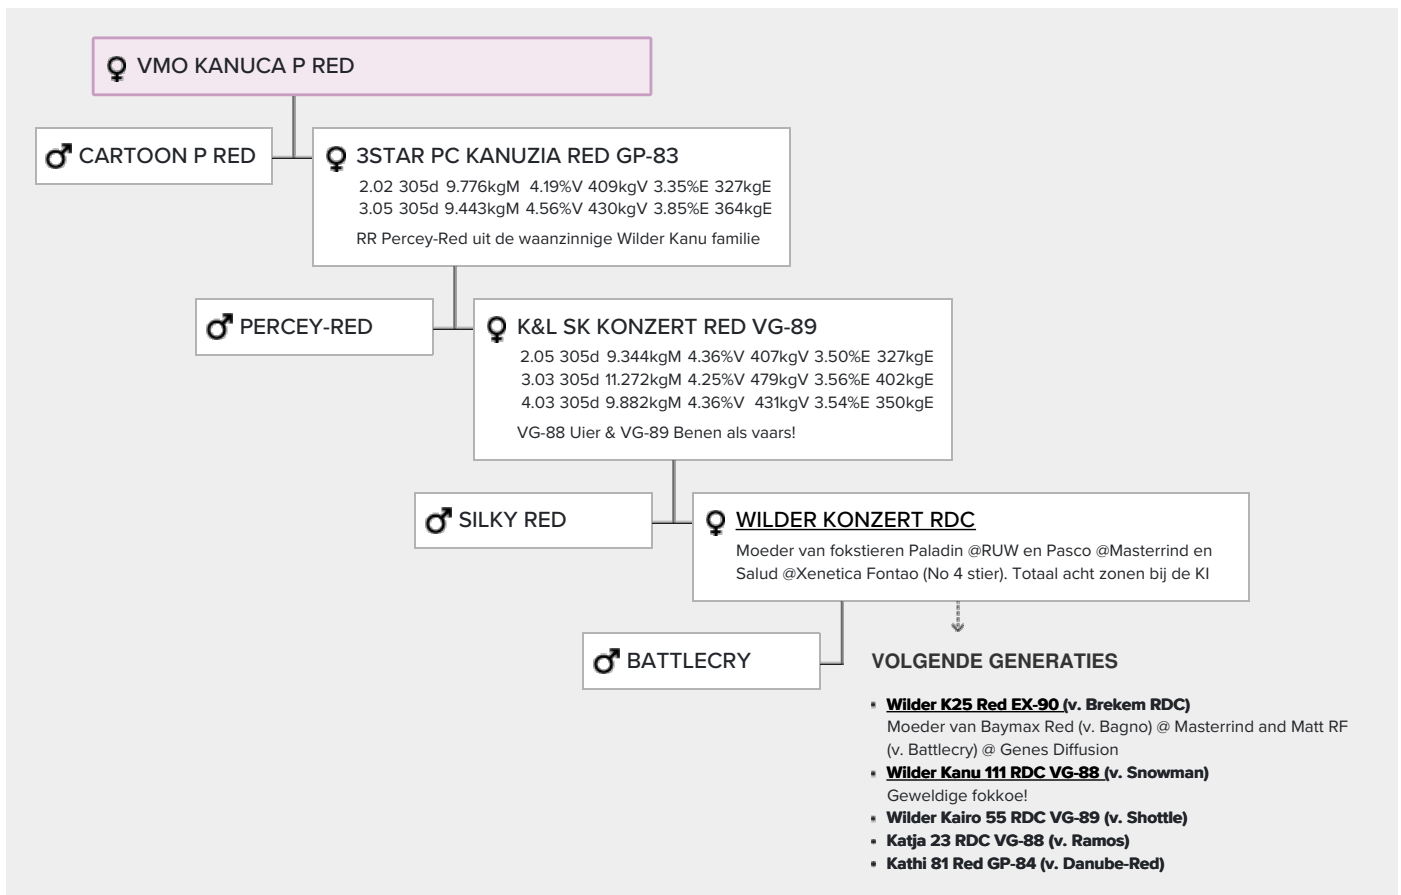 VMO KANUCA P RED
CARTOON P RED
3STAR PC KANUZIA RED GP-83
2.02 305d 9.776kgM 4.19%V 409kgV 3.35%E 327kgE
3.05 305d 9.443kgM 4.56%V 430kgV 3.85%E 364kgE
RR Percey-Red uit de waanzinnige Wilder Kanu familie
PERCEY-RED
K&L SK KONZERT RED VG-89
2.05 305d 9.344kgM 4.36%V 407kgV 3.50%E 327kgE
3.03 305d 11.272kgM 4.25%V 479kgV 3.56%E 402kgE
4.03 305d 9.882kgM 4.36%V 431kgV 3.54%E 350kgE
VG-88 Uier & VG-89 Benen als vaars!
SILKY RED
WILDER KONZERT RDC
Moeder van fokstieren Paladin @RUW en Pasco @Masterrind en
Salud @Xenetica Fontao (No 4 stier). Totaal acht zonen bij de KI
BATTLECRY
VOLGENDE GENERATIES
Wilder K25 Red EX-90 (v. Brekem RDC)
Moeder van Baymax Red (v. Bagno) @ Masterrind and Matt RF
(v. Battlecry) @ Genes Diffusion
Wilder Kanu 111 RDC VG-88 (v. Snowman)
Geweldige fokkoe!
Wilder Kairo 55 RDC VG-89 (v. Shottle)
Katja 23 RDC VG-88 (v. Ramos)
Kathi 81 Red GP-84 (v. Danube-Red)